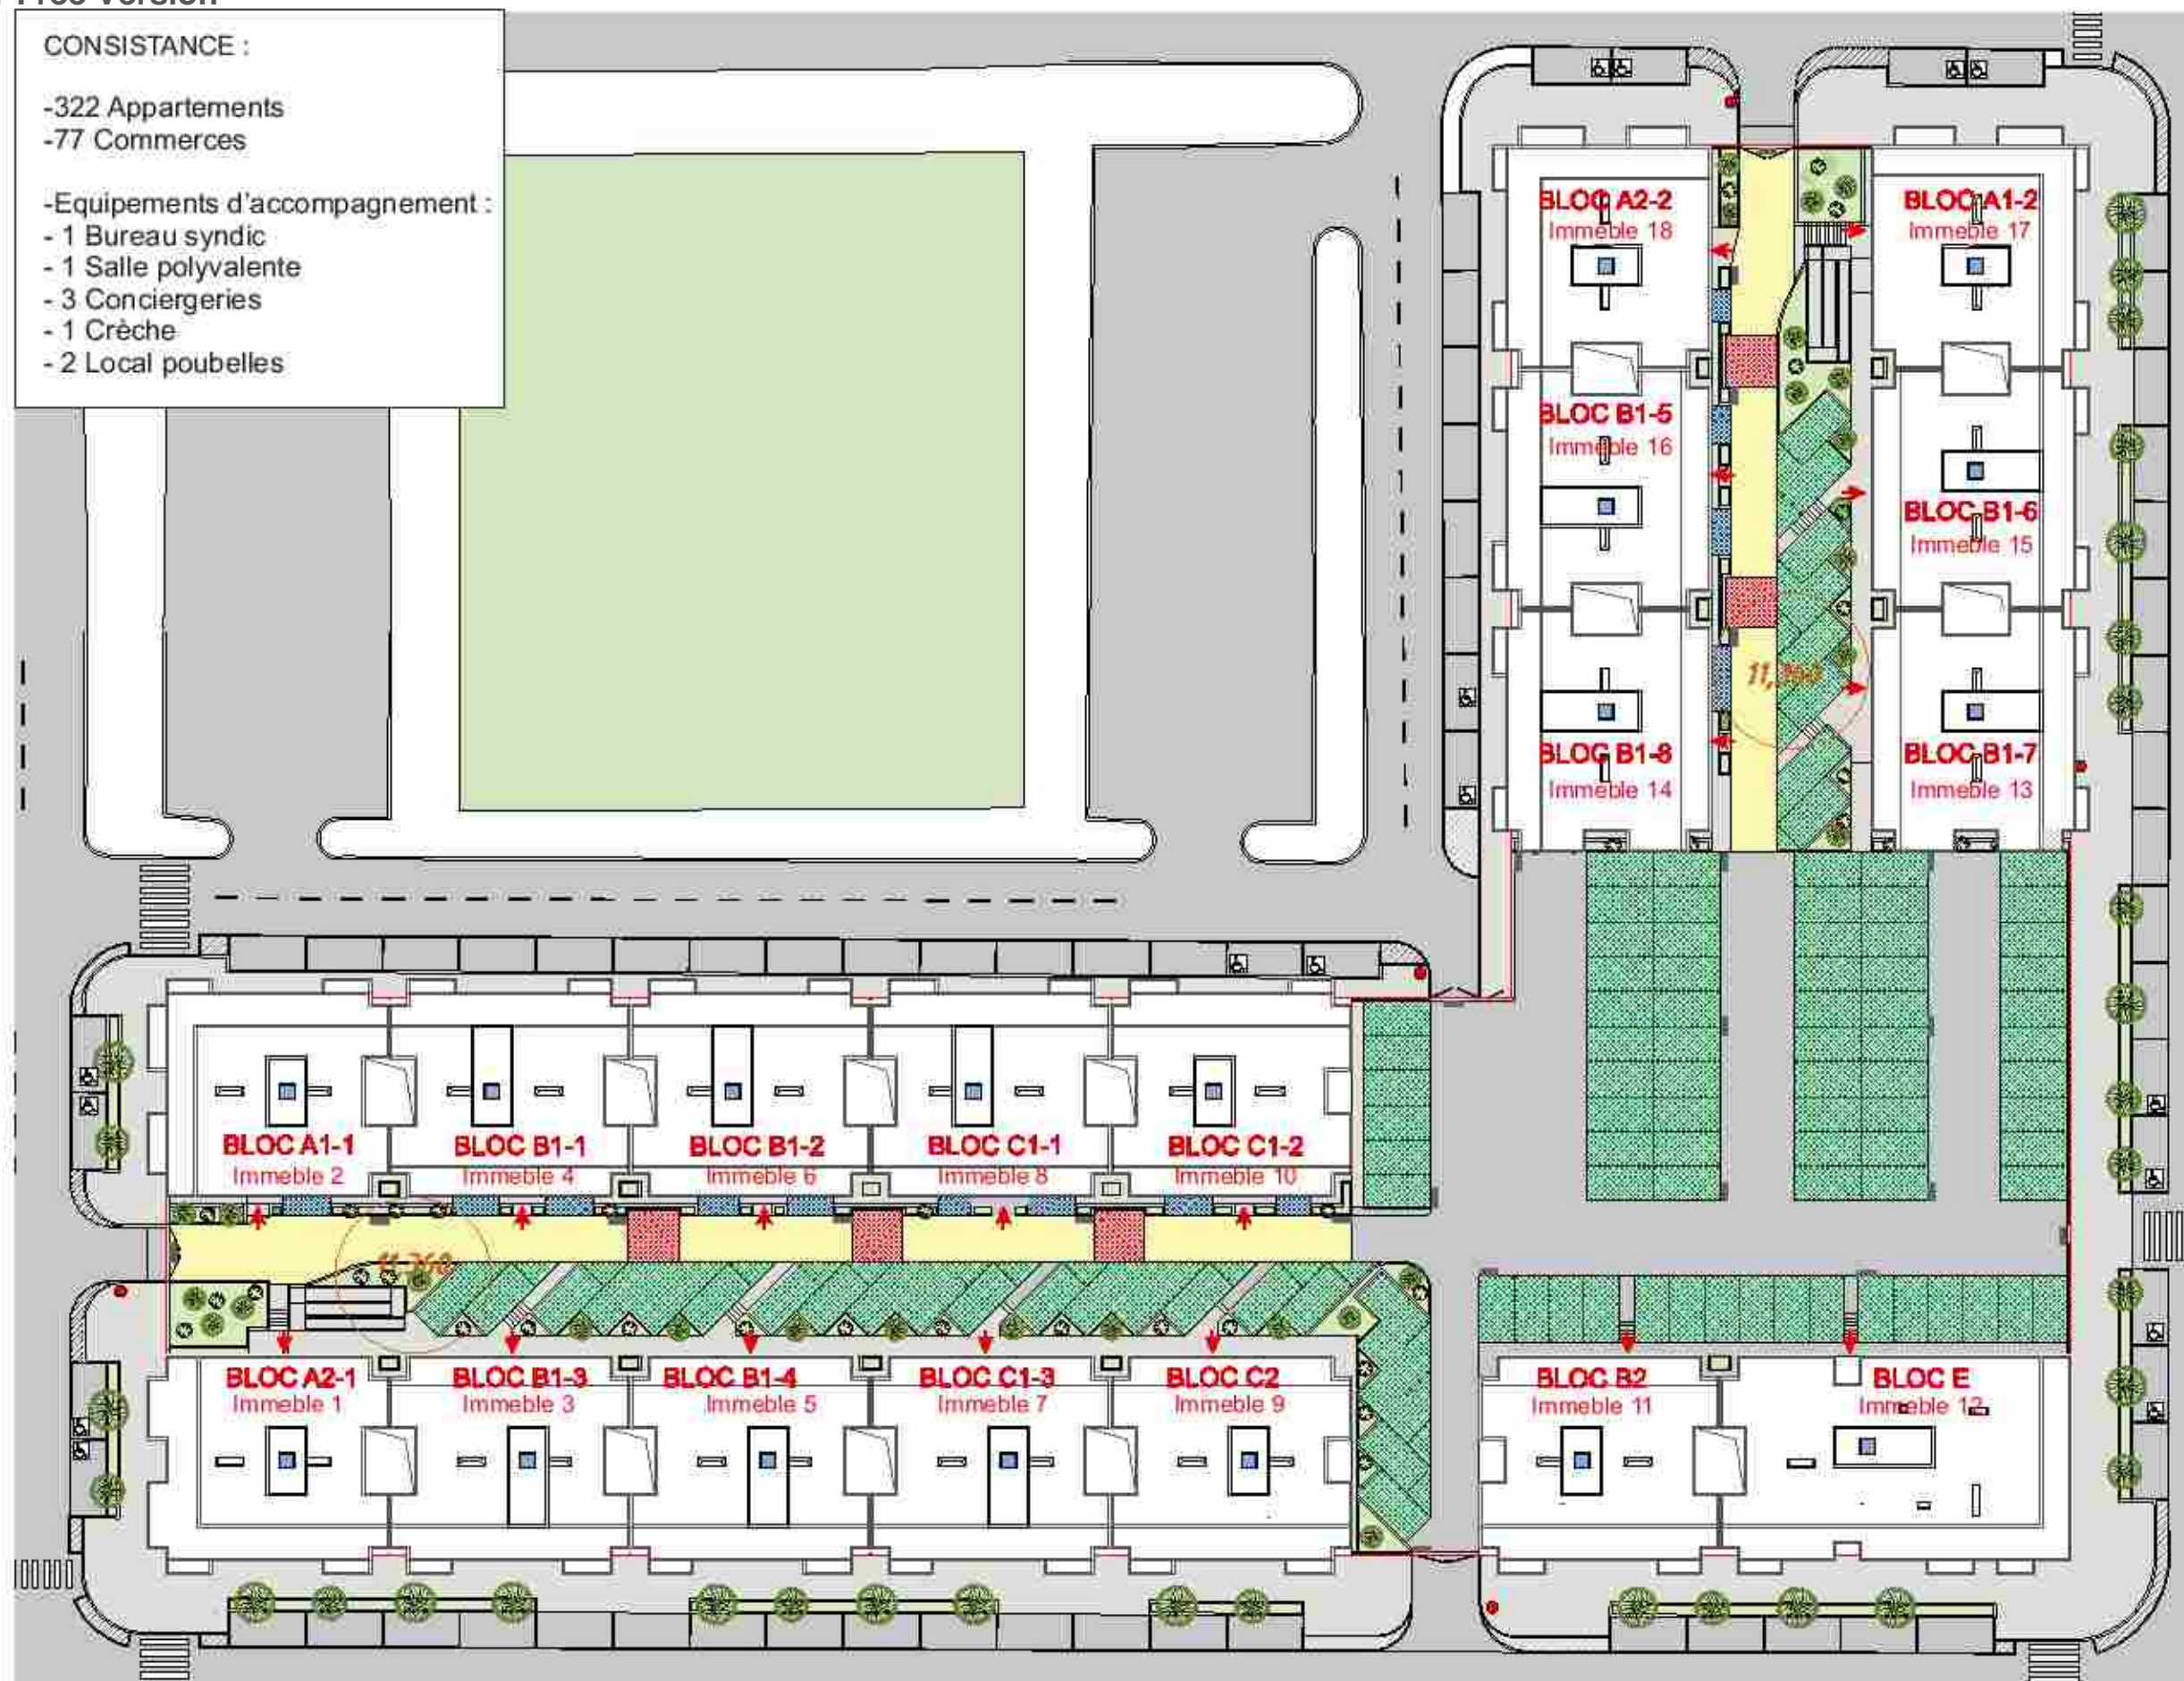 CONSISTANCE :
-322 Appartements
-77 Commerces
-Equipements d'accompagnement :
- 1 Bureau syndic
- 1 Salle polyvalente
- 3 Conciergeries
- 1 Crèche
- 2 Local poubelles
BLOC A2-2
Immeble 18
BLOC A1-2
Immeble 17
BLOC B1-5
Immeble 16
BLOC B1-6
Immeble 15
BLOC B1-8
Immeble 14
BLOC B1-7
Immeble 13
BLOC A1-1
Immeble 2
BLOC B1-1
Immeble 4
BLOC B1-2
Immeble 6
BLOC C1-1
Immeble 8
BLOC C1-2
Immeble 10
BLOC A2-1
Immeble 1
BLOC B1-3
Immeble 3
BLOC B1-4
Immeble 5
BLOC C1-3
Immeble 7
BLOC C2
Immeble 9
BLOC B2
Immeble 11
BLOC E
Immeble 12